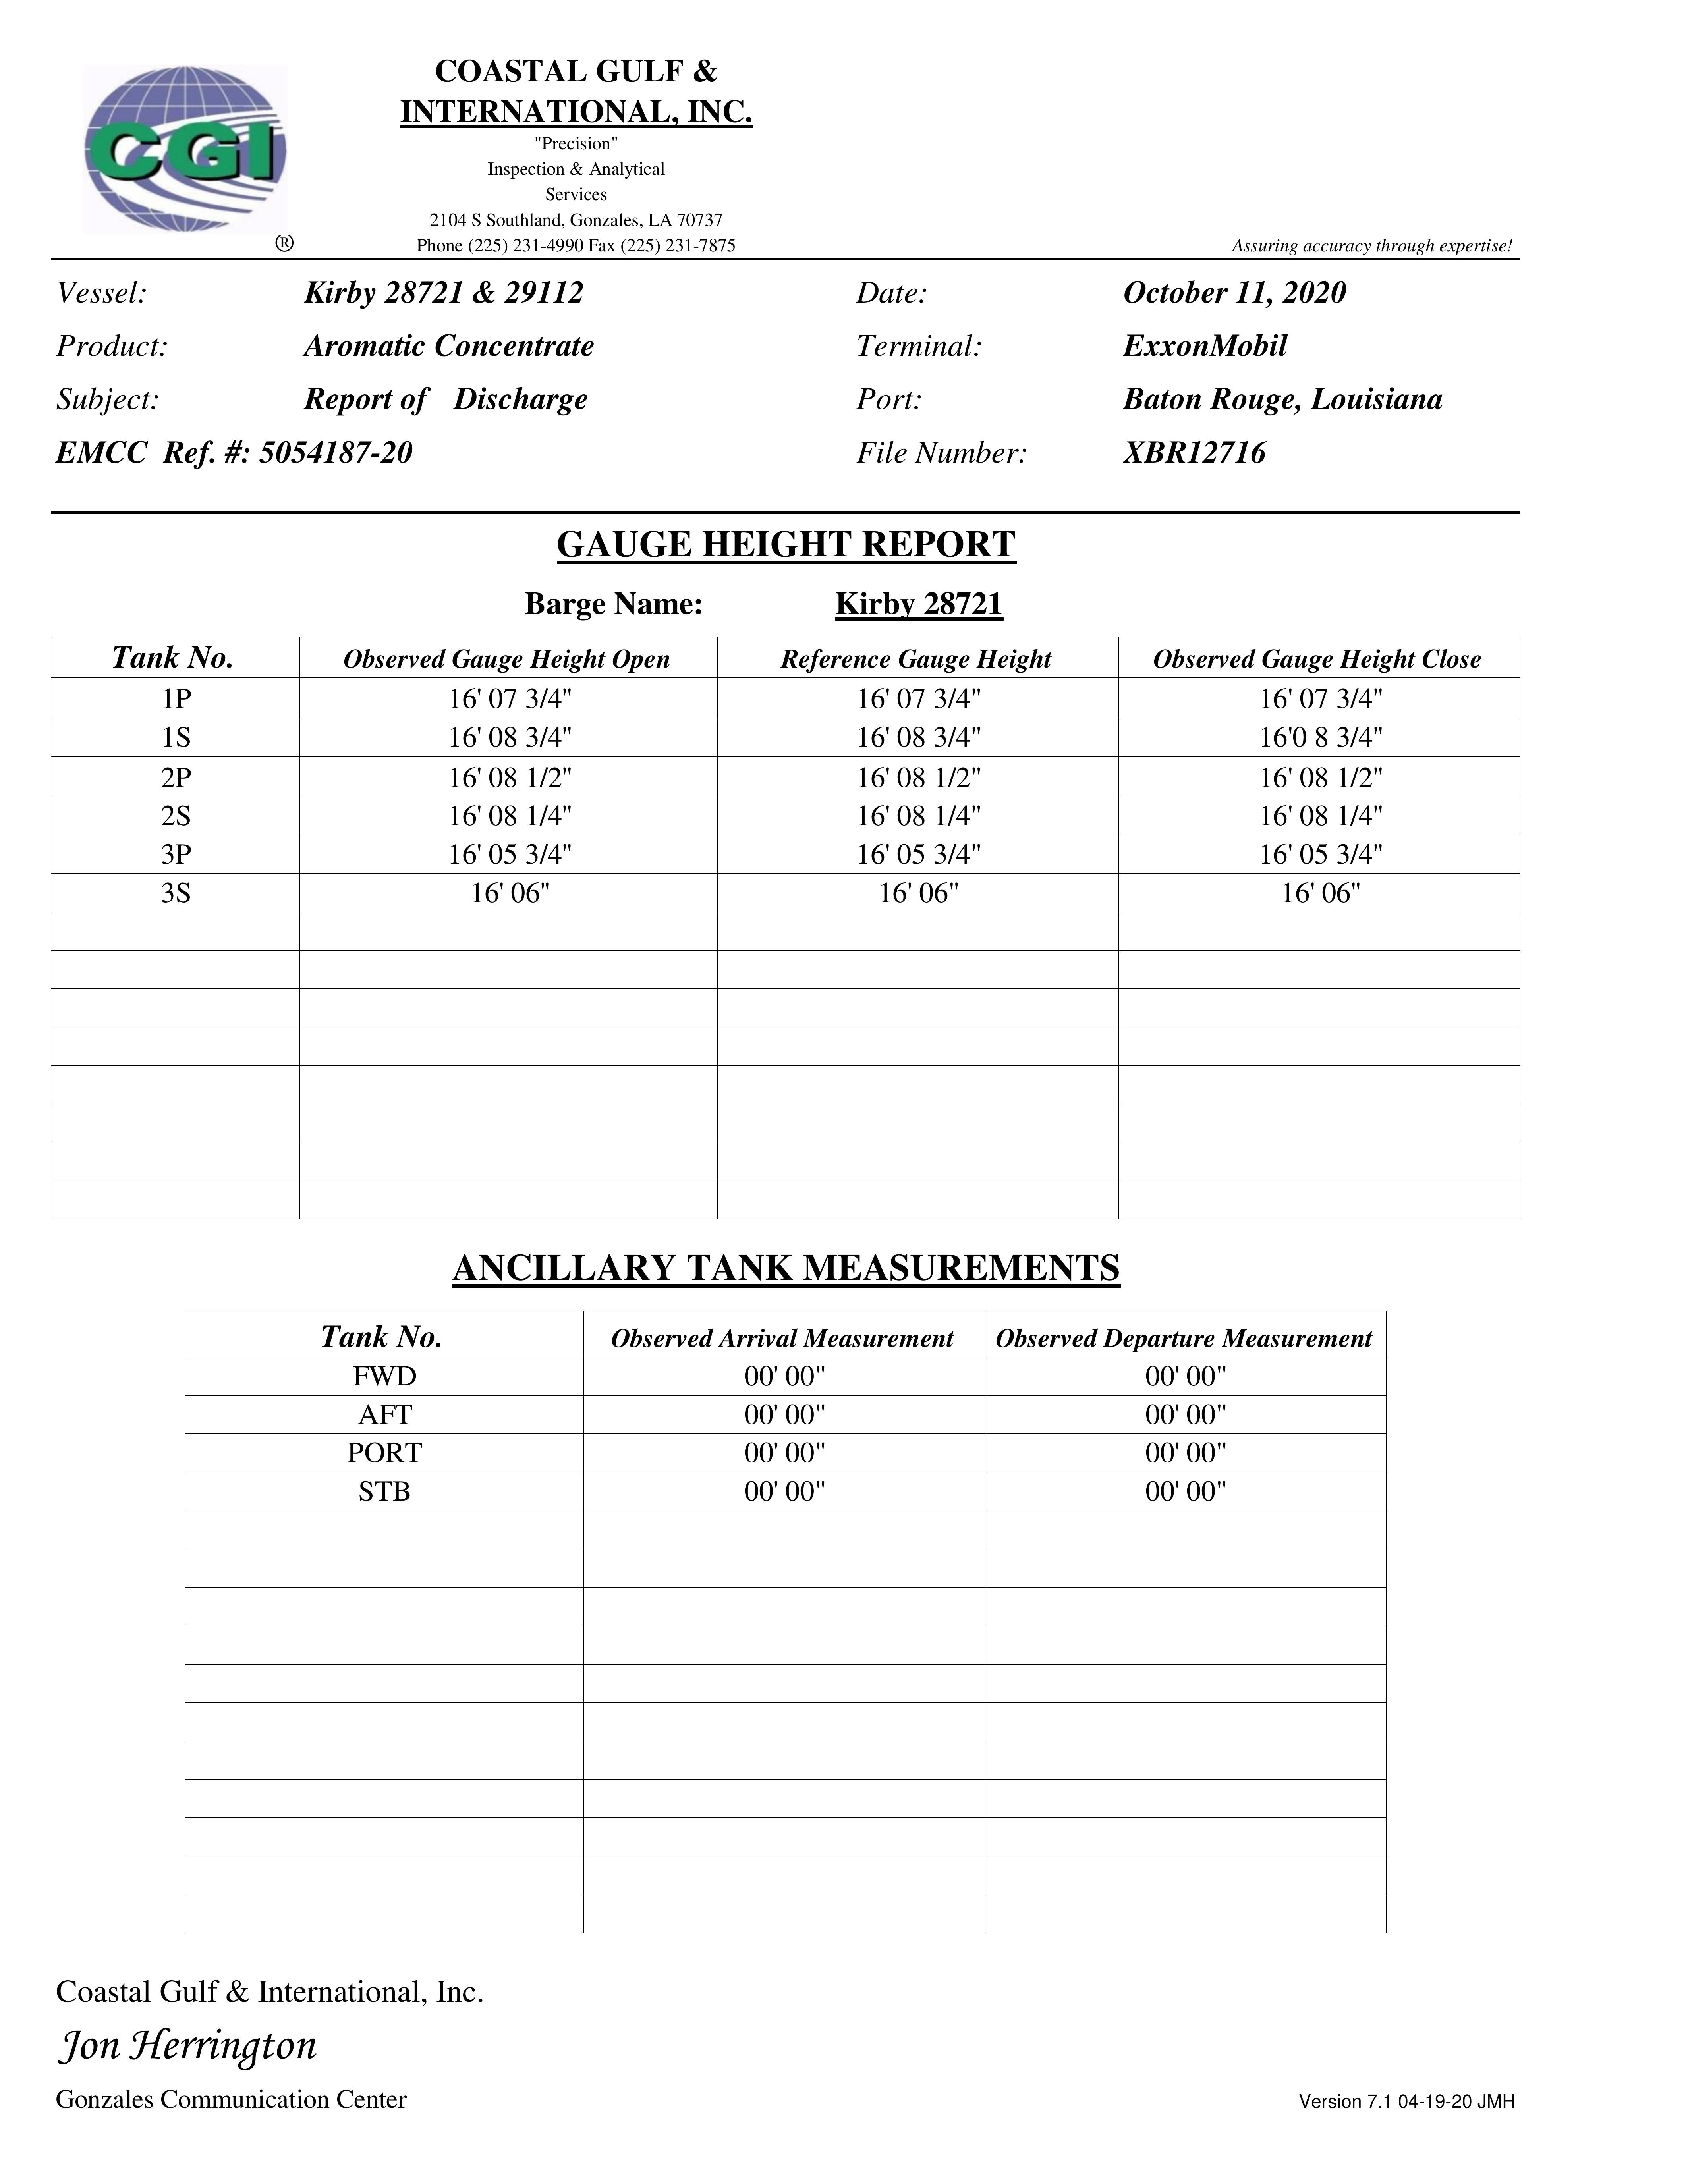 CGI
®
COASTAL GULF &
INTERNATIONAL, INC.
"Precision"
Inspection & Analytical
Services
2104 S Southland, Gonzales, LA 70737
Phone (225) 231-4990 Fax (225) 231-7875
Assuring accuracy through expertise!
Vessel: Kirby 28721 & 29112 Date: October 11, 2020
Product: Aromatic Concentrate Terminal: ExxonMobil
Subject: Report of Discharge Port: Baton Rouge, Louisiana
EMCC Ref. #: 5054187-20 File Number: XBR12716
GAUGE HEIGHT REPORT
Barge Name: Kirby 28721
Tank No. Observed Gauge Height Open Reference Gauge Height Observed Gauge Height Close
1P 16' 07 3/4" 16' 07 3/4" 16' 07 3/4"
1S 16' 08 3/4" 16' 08 3/4" 16'0 8 3/4"
2P 16' 08 1/2" 16' 08 1/2" 16' 08 1/2"
2S 16' 08 1/4" 16' 08 1/4" 16' 08 1/4"
3P 16' 05 3/4" 16' 05 3/4" 16' 05 3/4"
3S 16' 06" 16' 06" 16' 06"
ANCILLARY TANK MEASUREMENTS
Tank No. Observed Arrival Measurement Observed Departure Measurement
FWD 00' 00" 00' 00"
AFT 00' 00" 00' 00"
PORT 00' 00" 00' 00"
STB 00' 00" 00' 00"
Coastal Gulf & International, Inc.
Jon Herrington
Gonzales Communication Center Version 7.1 04-19-20 JMH